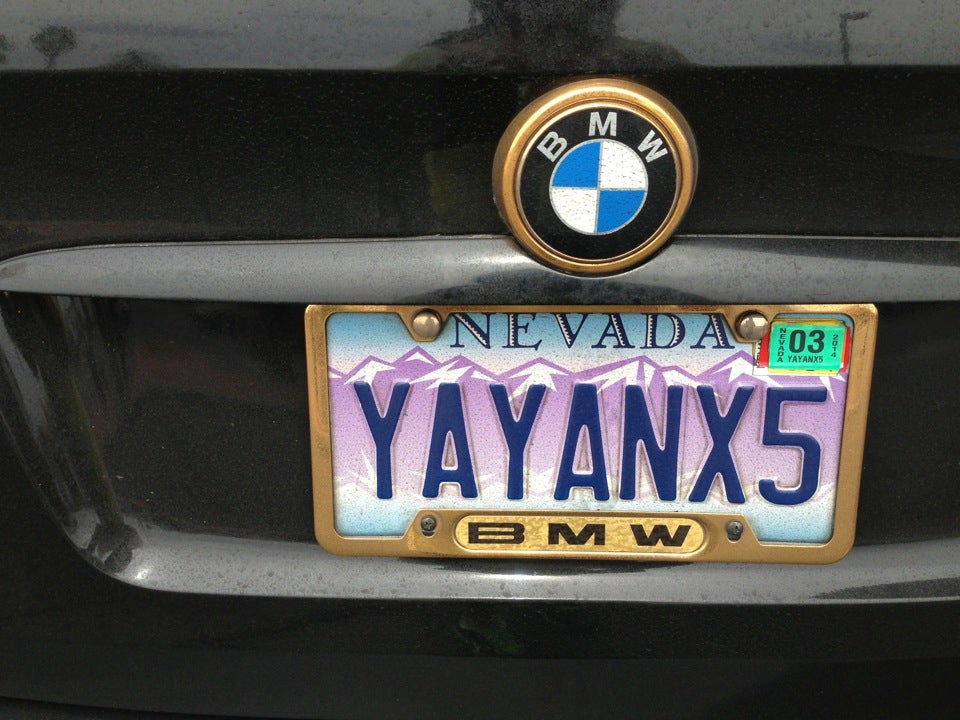 BMW
NEVADA
NEVADA 03 2014
YAYANX5
YAYANX5
BMW